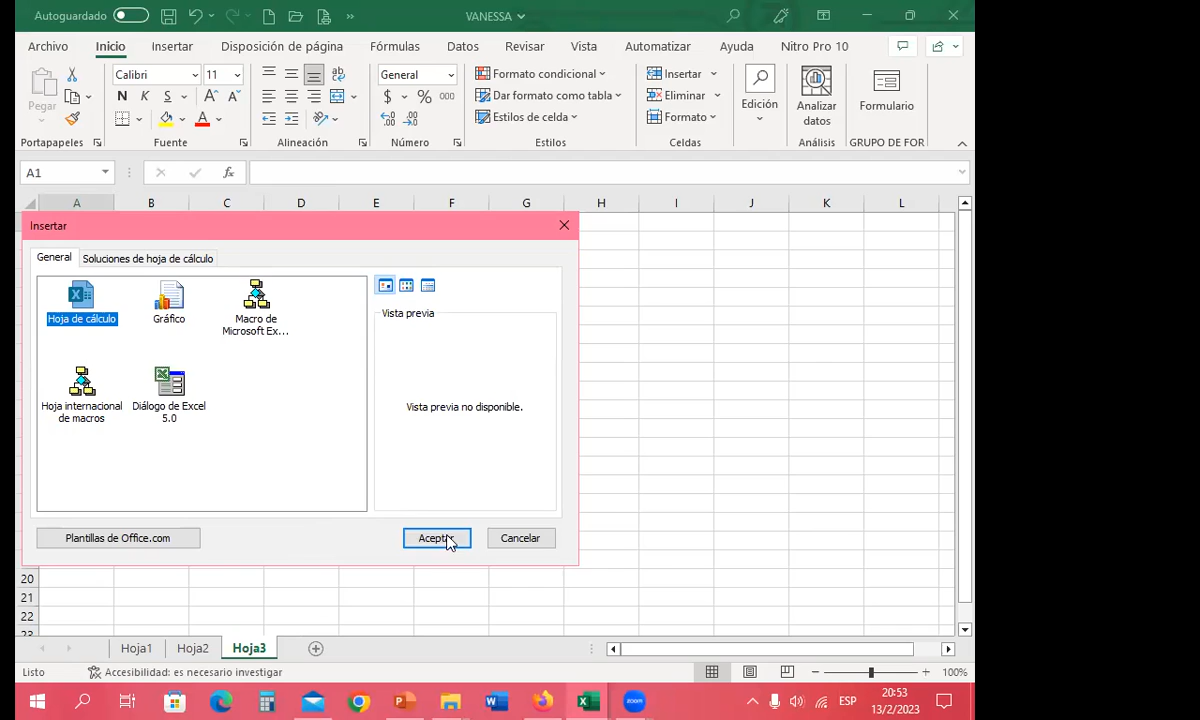 Autoguardado
VANESSA
Archivo Inicio Insertar Disposición de página Fórmulas Datos Revisar Vista Automatizar Ayuda Nitro Pro 10
Pegar
Calibri 11
N K S A A
A
General
$ % 000
Formato condicional
Dar formato como tabla
Estilos de celda
Insertar
Eliminar
Formato
Edición
Analizar
datos
Formulario
Portapapeles Fuente Alineación Número Estilos Celdas Análisis GRUPO DE FOR
A1 fx
A B C D E F G H I J K L
Insertar
General Soluciones de hoja de cálculo
Hoja de cálculo
Gráfico
Macro de
Microsoft Ex...
Hoja internacional
de macros
Diálogo de Excel
5.0
Vista previa
Vista previa no disponible.
Plantillas de Office.com Aceptar Cancelar
20
21
22
23
Hoja1 Hoja2 Hoja3
Listo Accesibilidad: es necesario investigar 100%
zoom
ESP
20:53
13/2/2023